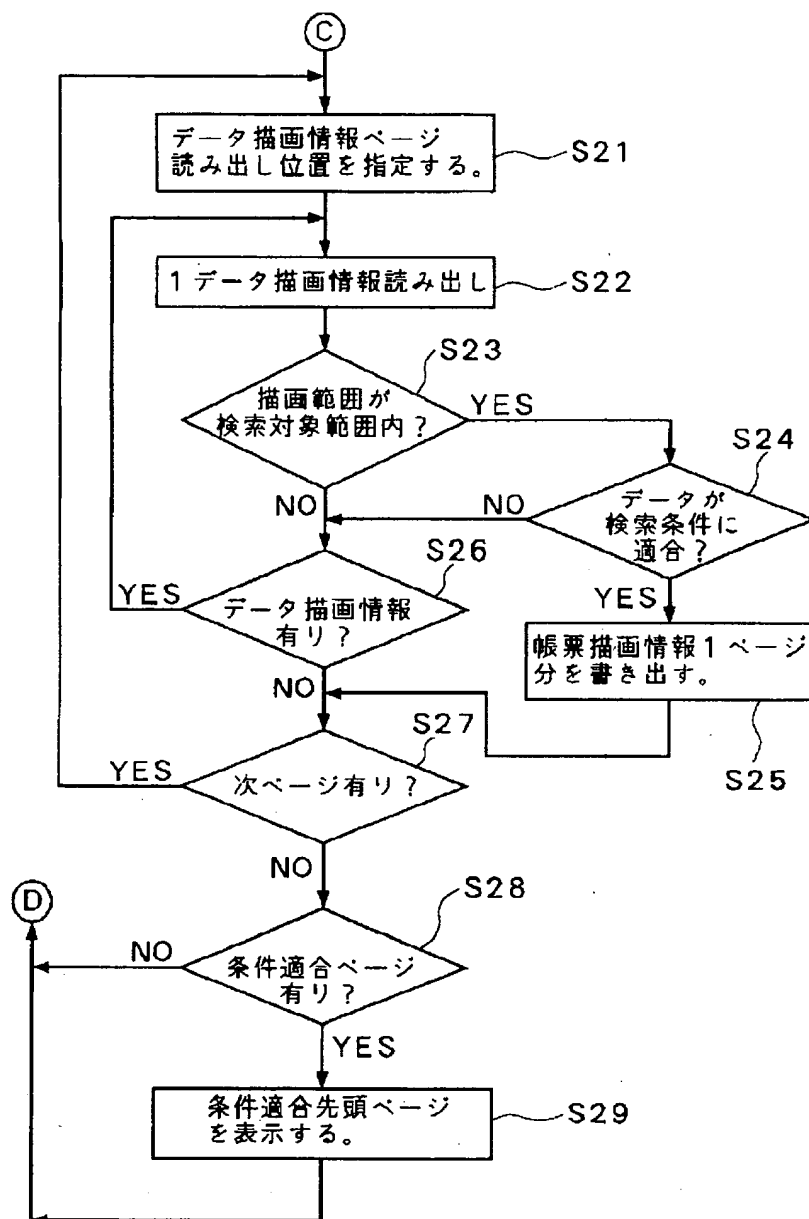 C
データ描画情報ページ
読み出し位置を指定する。
S21
1データ描画情報読み出し
S22
S23
描画範囲が
検索対象範囲内？
YES
NO
S24
データが
検索条件に
適合？
NO
YES
S26
データ描画情報
有り？
YES
NO
帳票描画情報1ページ
分を書き出す。
S25
S27
次ページ有り？
YES
NO
S28
D
条件適合ページ
有り？
NO
YES
条件適合先頭ページ
を表示する。
S29